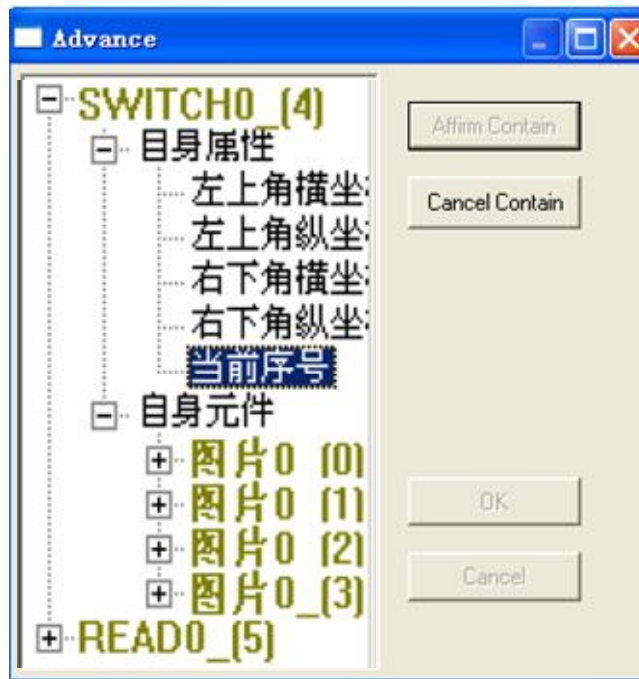 Advance
SWITCH0_(4)
自身属性
左上角横坐
左上角纵坐
右下角横坐
右下角纵坐
当前序号
自身元件
图片0_(0)
图片0_(1)
图片0_(2)
图片0_(3)
READ0_(5)
Affirm Contain
Cancel Contain
OK
Cancel